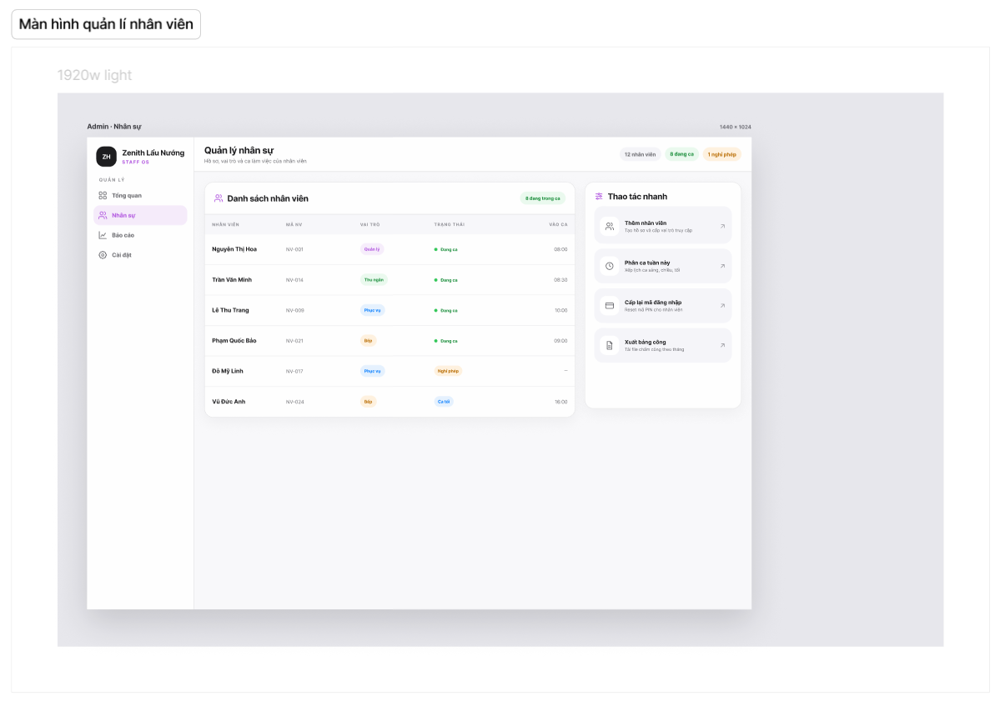 Màn hình quản lí nhân viên
1920w light
Admin · Nhân sự
1440 × 1024
ZH
Zenith Lẩu Nướng
STAFF OS
QUẢN LÝ
Tổng quan
Nhân sự
Báo cáo
Cài đặt
Quản lý nhân sự
Hồ sơ, vai trò và ca làm việc của nhân viên
12 nhân viên
8 đang ca
1 nghỉ phép
Danh sách nhân viên
8 đang trong ca
NHÂN VIÊN MÃ NV VAI TRÒ TRẠNG THÁI VÀO CA
Nguyễn Thị Hoa NV-001 Quản lý Đang ca 08:00
Trần Văn Minh NV-014 Thu ngân Đang ca 08:30
Lê Thu Trang NV-008 Phục vụ Đang ca 10:00
Phạm Quốc Bảo NV-021 Bếp Đang ca 09:00
Đỗ Mỹ Linh NV-017 Phục vụ Nghỉ phép —
Vũ Đức Anh NV-024 Bếp Ca tối 16:00
Thao tác nhanh
Thêm nhân viên
Tạo hồ sơ và cấp vai trò truy cập
Phân ca tuần này
Xếp lịch ca sáng, chiều, tối
Cấp lại mã đăng nhập
Reset mã PIN cho nhân viên
Xuất bảng công
Tải file chấm công theo tháng